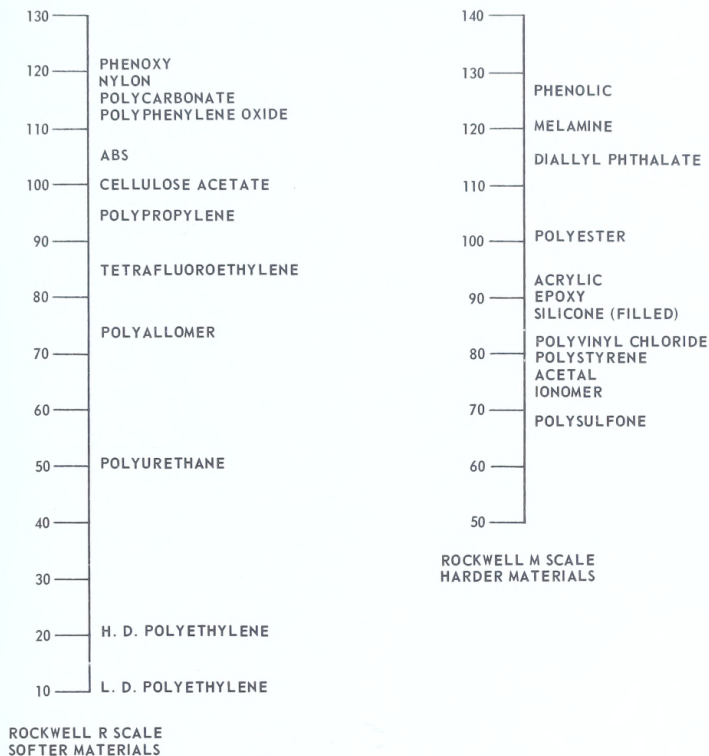 130
120
PHENOXY
NYLON
POLYCARBONATE
POLYPHENYLENE OXIDE
110
ABS
100
CELLULOSE ACETATE
POLYPROPYLENE
90
TETRAFLUOROETHYLENE
80
POLYALLOMER
70
60
50
POLYURETHANE
40
30
20
H. D. POLYETHYLENE
10
L. D. POLYETHYLENE
ROCKWELL R SCALE
SOFTER MATERIALS
140
130
PHENOLIC
120
MELAMINE
DIALLYL PHTHALATE
110
100
POLYESTER
ACRYLIC
90
EPOXY
SILICONE (FILLED)
POLYVINYL CHLORIDE
80
POLYSTYRENE
ACETAL
IONOMER
70
POLYSULFONE
60
50
ROCKWELL M SCALE
HARDER MATERIALS